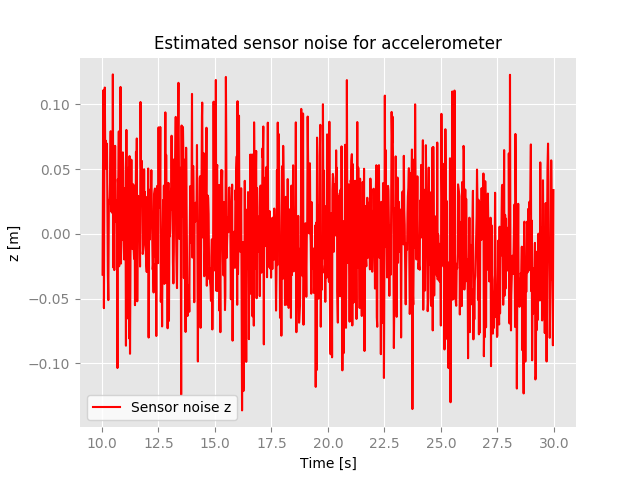 Estimated sensor noise for accelerometer
z [m]
0.10
0.05
0.00
−0.05
−0.10
Sensor noise z
10.0 12.5 15.0 17.5 20.0 22.5 25.0 27.5 30.0
Time [s]